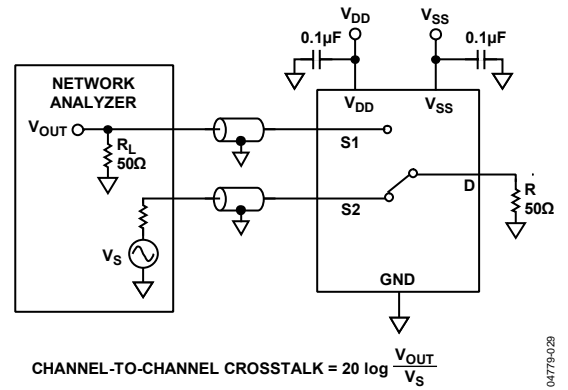 VDD
VSS
0.1µF
0.1µF
NETWORK
ANALYZER
VDD
VSS
VOUT
RL
50Ω
S1
D
R
50Ω
S2
VS
GND
CHANNEL-TO-CHANNEL CROSSTALK = 20 log VOUT/VS
04779-029